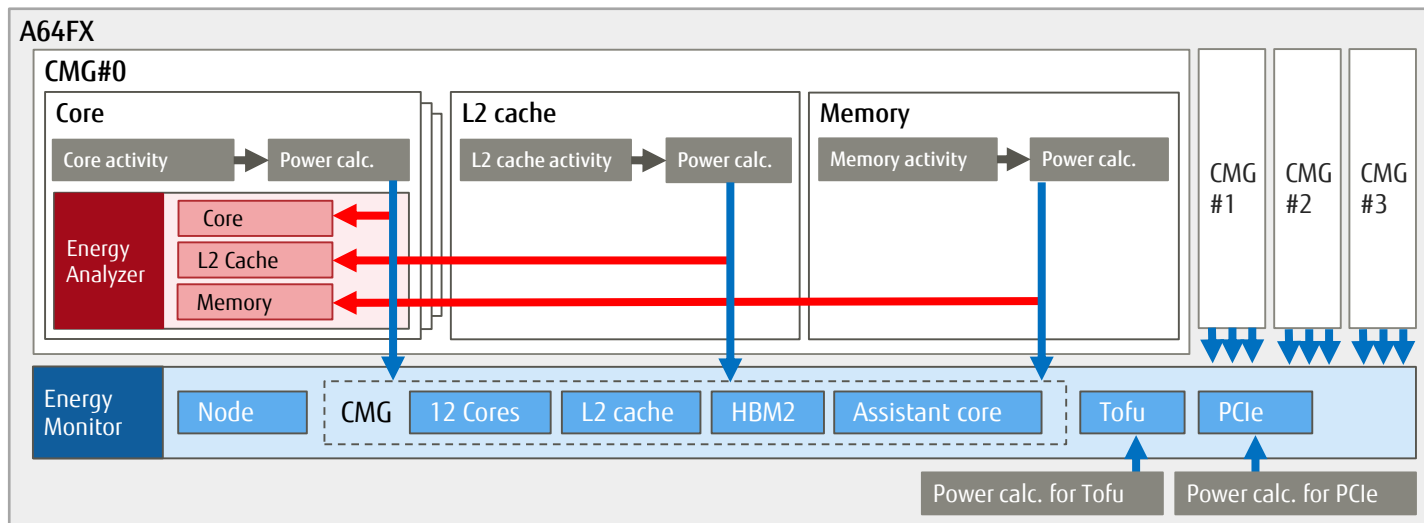 A64FX
CMG#0
Core
Core activity
Power calc.
Energy
Analyzer
Core
L2 Cache
Memory
L2 cache
L2 cache activity
Power calc.
Memory
Memory activity
Power calc.
CMG
#1
CMG
#2
CMG
#3
Energy
Monitor
Node
CMG
12 Cores
L2 cache
HBM2
Assistant core
Tofu
PCIe
Power calc. for Tofu
Power calc. for PCIe